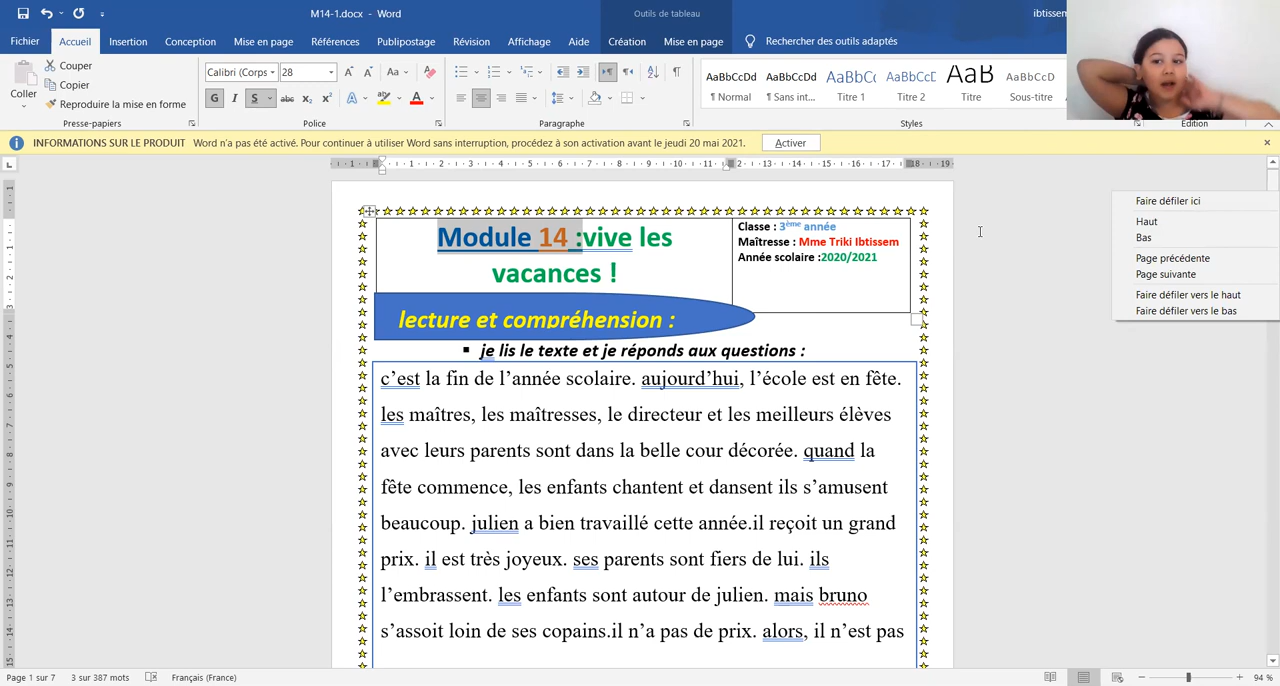 M14-1.docx - Word
Outils de tableau
ibtissem
Fichier Accueil Insertion Conception Mise en page Références Publipostage Révision Affichage Aide Création Mise en page Rechercher des outils adaptés
Coller
Couper
Copier
Reproduire la mise en forme
Presse-papiers
Calibri (Corps 28
Police
Paragraphe
AaBbCcDd AaBbCcDd AaBbC( AaBbCcD AaB AaBbCcD
¶ Normal ¶ Sans int... Titre 1 Titre 2 Titre Sous-titre
Styles
Edition
INFORMATIONS SUR LE PRODUIT Word n'a pas été activé. Pour continuer à utiliser Word sans interruption, procédez à son activation avant le jeudi 20 mai 2021. Activer
Faire défiler ici
Haut
Bas
Page précédente
Page suivante
Faire défiler vers le haut
Faire défiler vers le bas
Module 14 :vive les
vacances !
Classe : 3ème année
Maîtresse : Mme Triki Ibtissem
Année scolaire :2020/2021
lecture et compréhension :
▪ je lis le texte et je réponds aux questions :
c’est la fin de l’année scolaire. aujourd’hui, l’école est en fête.
les maîtres, les maîtresses, le directeur et les meilleurs élèves
avec leurs parents sont dans la belle cour décorée. quand la
fête commence, les enfants chantent et dansent ils s’amusent
beaucoup. julien a bien travaillé cette année.il reçoit un grand
prix. il est très joyeux. ses parents sont fiers de lui. ils
l’embrassent. les enfants sont autour de julien. mais bruno
s’assoit loin de ses copains.il n’a pas de prix. alors, il n’est pas
Page 1 sur 7 3 sur 387 mots Français (France) 94 %